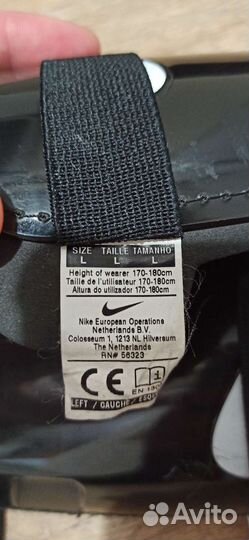 SIZE TAILLE TAMANHO
L L L
Height of wearer 170-180cm
Taille de l'utilisateur 170-180cm
Altura do utilizador 170-180cm
Nike European Operations
Netherlands B.V.
Colosseum 1, 1213 NL Hilversum
The Netherlands
RN# 56323
CE i
EN
LEFT / GAUCHE /
Avito